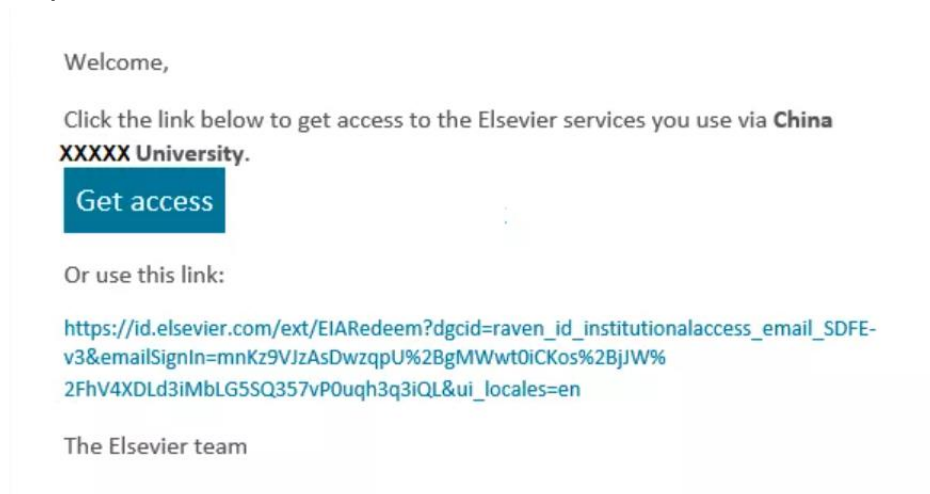 Welcome,
Click the link below to get access to the Elsevier services you use via China
XXXXX University.
Get access
Or use this link:
https://id.elsevier.com/ext/EIARedeem?dgcid=raven_id_institutionalaccess_email_SDFE-
v3&emailSignIn=mnKz9VJzAsDwzqpU%2BgMWwt0iCKos%2BjJW%
2FhV4XDLd3iMbLG5SQ357vP0uqh3q3iQL&ui_locales=en
The Elsevier team